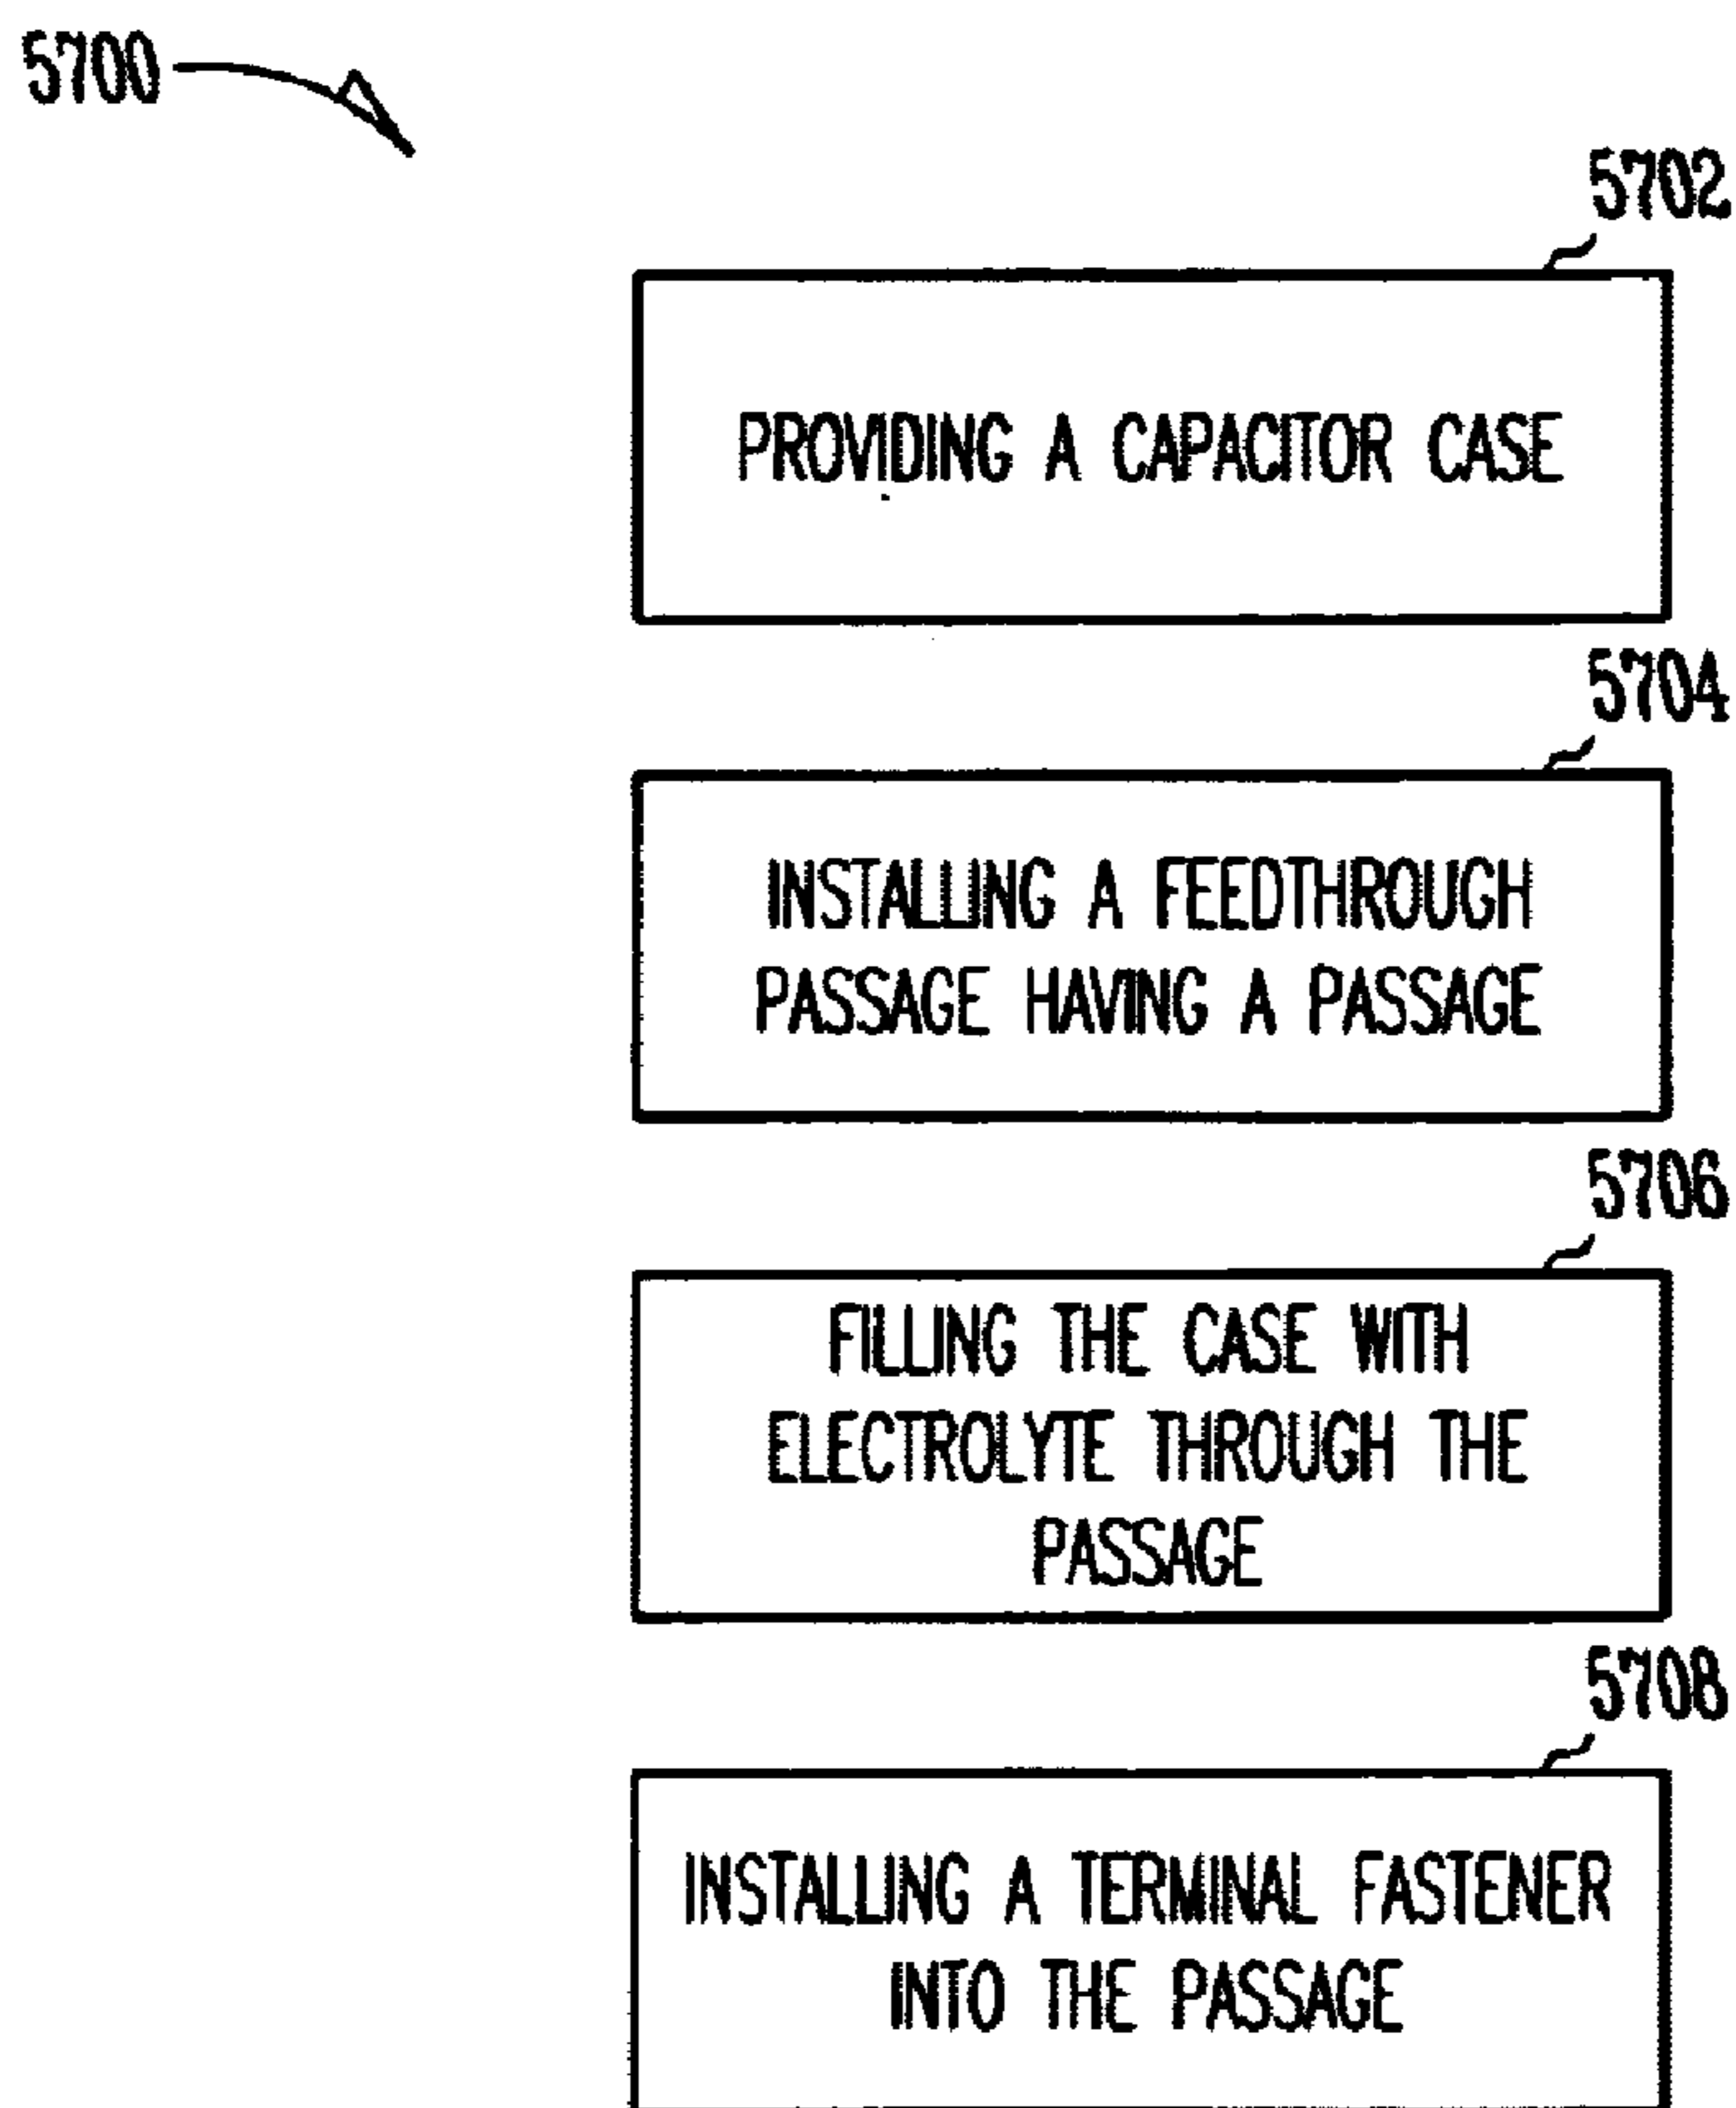 5700
5702
PROVIDING A CAPACITOR CASE
5704
INSTALLING A FEEDTHROUGH
PASSAGE HAVING A PASSAGE
5706
FILLING THE CASE WITH
ELECTROLYTE THROUGH THE
PASSAGE
5708
INSTALLING A TERMINAL FASTENER
INTO THE PASSAGE